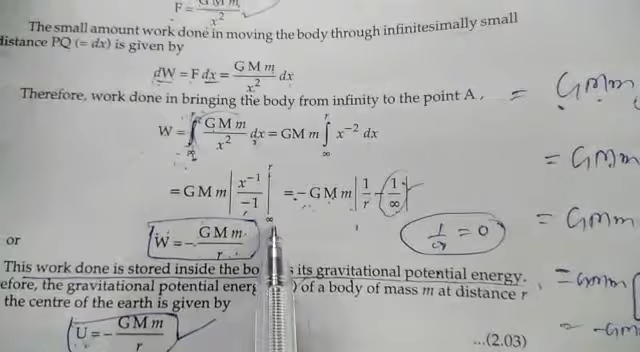 F = GMm / x²
The small amount work done in moving the body through infinitesimally small
distance PQ (= dx) is given by
dW = F dx = GMm / x² dx
Therefore, work done in bringing the body from infinity to the point A,
W = ∫_∞^r GMm / x² dx = GMm ∫_∞^r x⁻² dx
= GMm | x⁻¹ / −1 |_∞^r = − GMm | 1/r − 1/∞ |
1/∞ = 0
or W = − GMm / r
This work done is stored inside the bo s its gravitational potential energy.
efore, the gravitational potential energ ) of a body of mass m at distance r
the centre of the earth is given by
U = − GMm / r
...(2.03)
= GMm
= GMm
= GMm
= GMm
= -GM